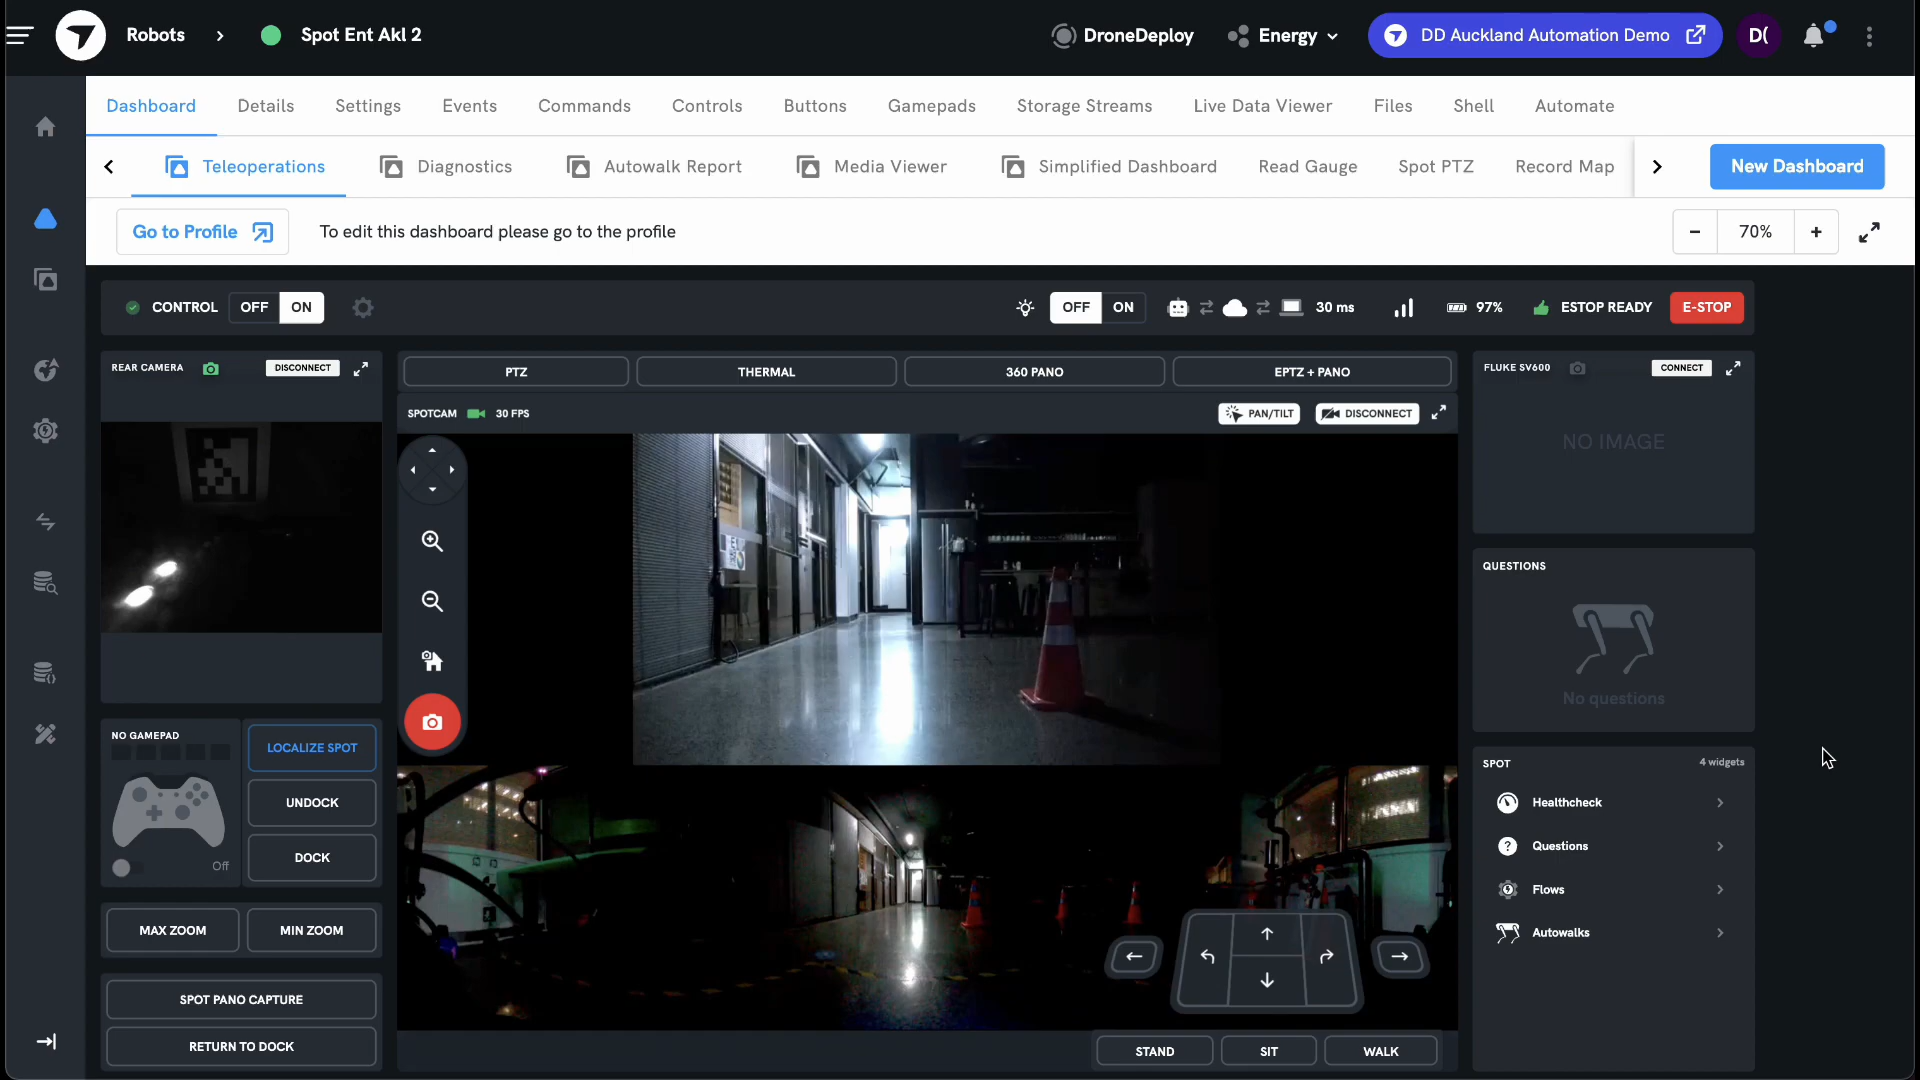 Robots > Spot Ent Akl 2
DroneDeploy
Energy
DD Auckland Automation Demo
D(
Dashboard Details Settings Events Commands Controls Buttons Gamepads Storage Streams Live Data Viewer Files Shell Automate
Teleoperations Diagnostics Autowalk Report Media Viewer Simplified Dashboard Read Gauge Spot PTZ Record Map
New Dashboard
Go to Profile
To edit this dashboard please go to the profile
− 70% +
CONTROL OFF ON
OFF ON
30 ms
97%
ESTOP READY
E-STOP
REAR CAMERA
DISCONNECT
PTZ
THERMAL
360 PANO
EPTZ + PANO
SPOTCAM
30 FPS
PAN/TILT
DISCONNECT
FLUKE SV600
CONNECT
NO IMAGE
QUESTIONS
No questions
NO GAMEPAD
Off
LOCALIZE SPOT
UNDOCK
DOCK
MAX ZOOM
MIN ZOOM
SPOT PANO CAPTURE
RETURN TO DOCK
STAND
SIT
WALK
SPOT
4 widgets
Healthcheck
Questions
Flows
Autowalks